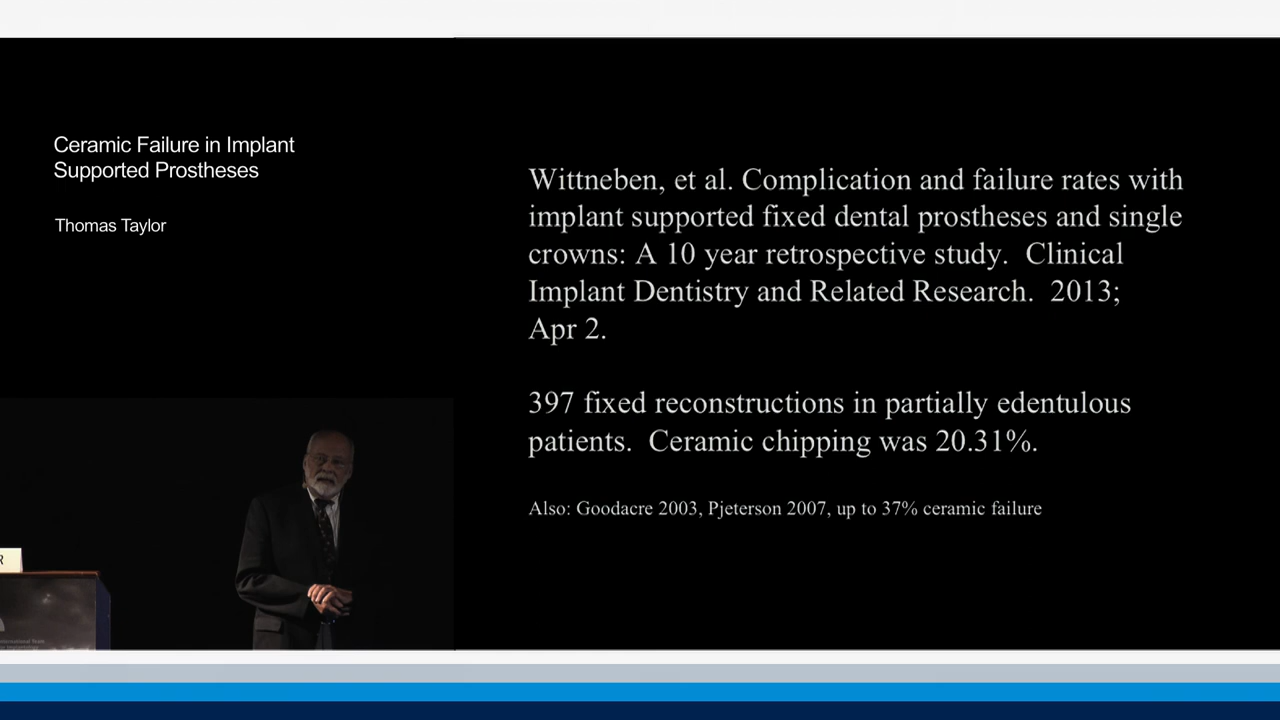 Ceramic Failure in Implant
Supported Prostheses
Thomas Taylor
Wittneben, et al. Complication and failure rates with
implant supported fixed dental prostheses and single
crowns: A 10 year retrospective study. Clinical
Implant Dentistry and Related Research. 2013;
Apr 2.
397 fixed reconstructions in partially edentulous
patients. Ceramic chipping was 20.31%.
Also: Goodacre 2003, Pjeterson 2007, up to 37% ceramic failure
R
International Team
Implantology